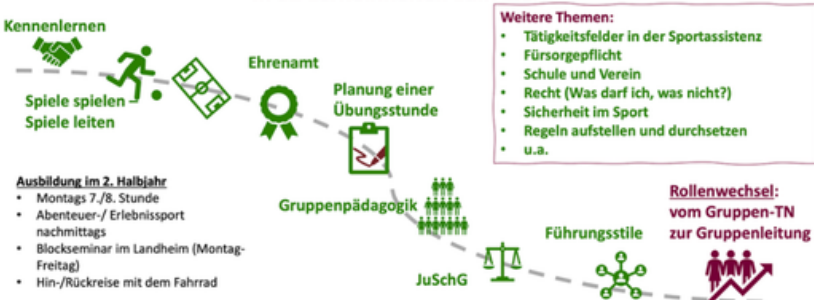 Kennenlernen
Spiele spielen
Spiele leiten
Ehrenamt
Planung einer
Übungsstunde
Gruppenpädagogik
JuSchG
Führungsstile
Rollenwechsel:
vom Gruppen-TN
zur Gruppenleitung
Weitere Themen:
• Tätigkeitsfelder in der Sportassistenz
• Fürsorgepflicht
• Schule und Verein
• Recht (Was darf ich, was nicht?)
• Sicherheit im Sport
• Regeln aufstellen und durchsetzen
• u.a.
Ausbildung im 2. Halbjahr
• Montags 7./8. Stunde
• Abenteuer-/ Erlebnissport
nachmittags
• Blockseminar im Landheim (Montag-
Freitag)
• Hin-/Rückreise mit dem Fahrrad